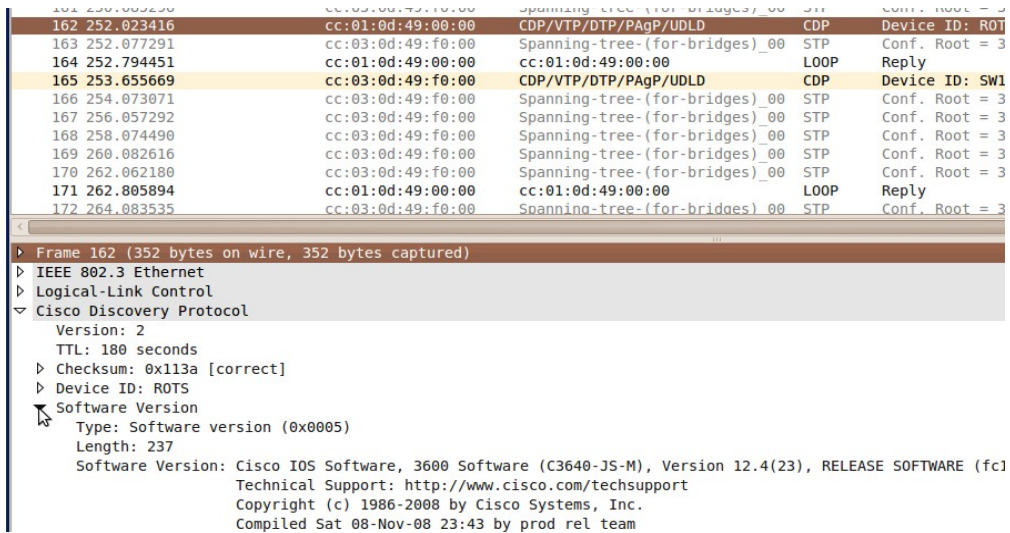 162 252.023416 cc:01:0d:49:00:00 CDP/VTP/DTP/PAgP/UDLD CDP Device ID: ROT
163 252.077291 cc:03:0d:49:f0:00 Spanning-tree-(for-bridges)_00 STP Conf. Root = 3
164 252.794451 cc:01:0d:49:00:00 cc:01:0d:49:00:00 LOOP Reply
165 253.655669 cc:03:0d:49:f0:00 CDP/VTP/DTP/PAgP/UDLD CDP Device ID: SW1
166 254.073071 cc:03:0d:49:f0:00 Spanning-tree-(for-bridges)_00 STP Conf. Root = 3
167 256.057292 cc:03:0d:49:f0:00 Spanning-tree-(for-bridges)_00 STP Conf. Root = 3
168 258.074490 cc:03:0d:49:f0:00 Spanning-tree-(for-bridges)_00 STP Conf. Root = 3
169 260.082616 cc:03:0d:49:f0:00 Spanning-tree-(for-bridges)_00 STP Conf. Root = 3
170 262.062180 cc:03:0d:49:f0:00 Spanning-tree-(for-bridges)_00 STP Conf. Root = 3
171 262.805894 cc:01:0d:49:00:00 cc:01:0d:49:00:00 LOOP Reply
172 264.083535 cc:03:0d:49:f0:00 Spanning-tree-(for-bridges)_00 STP Conf. Root = 3
Frame 162 (352 bytes on wire, 352 bytes captured)
IEEE 802.3 Ethernet
Logical-Link Control
Cisco Discovery Protocol
Version: 2
TTL: 180 seconds
Checksum: 0x113a [correct]
Device ID: ROTS
Software Version
Type: Software version (0x0005)
Length: 237
Software Version: Cisco IOS Software, 3600 Software (C3640-JS-M), Version 12.4(23), RELEASE SOFTWARE (fc1
Technical Support: http://www.cisco.com/techsupport
Copyright (c) 1986-2008 by Cisco Systems, Inc.
Compiled Sat 08-Nov-08 23:43 by prod rel team